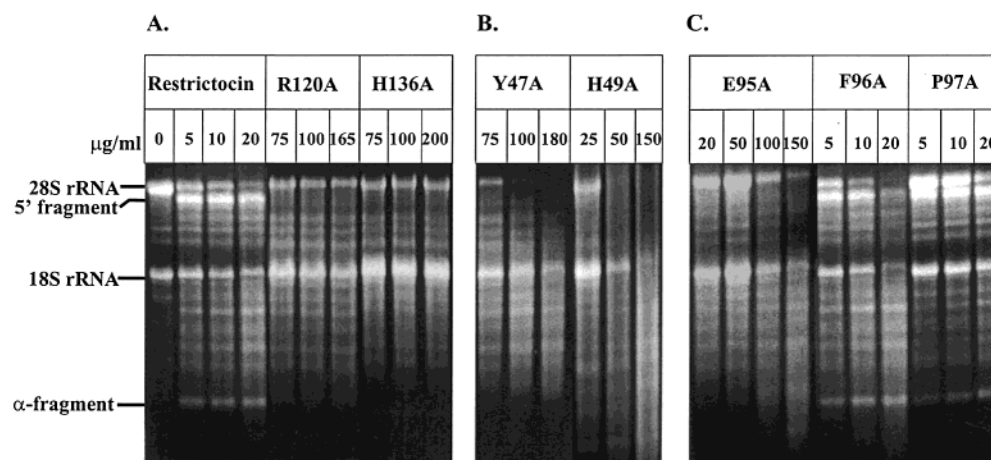 A. B. C.
Restrictocin R120A H136A Y47A H49A E95A F96A P97A
μg/ml 0 5 10 20 75 100 165 75 100 200 75 100 180 25 50 150 20 50 100 150 5 10 20 5 10 20
28S rRNA
5' fragment
18S rRNA
α-fragment